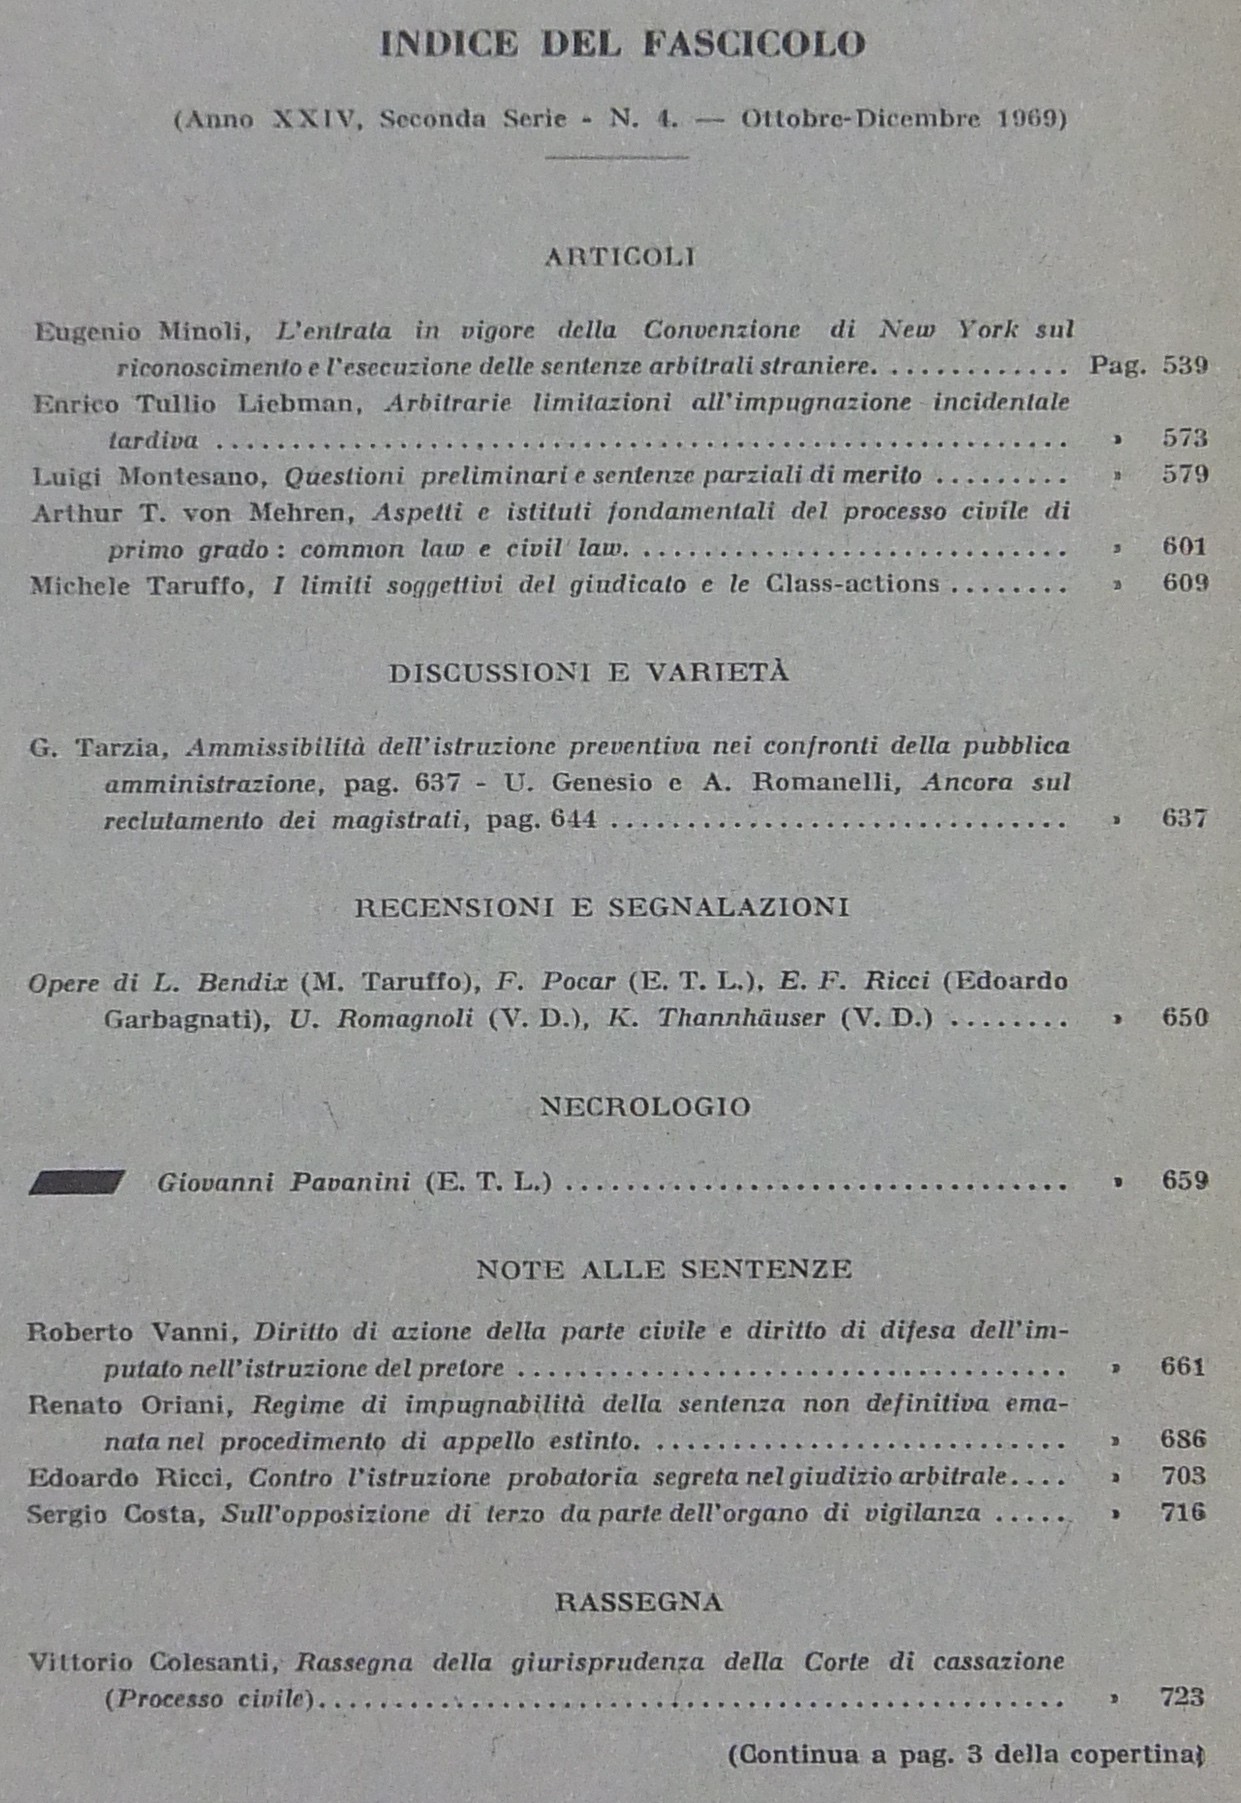 INDICE DEL FASCICOLO
(Anno XXIV, Seconda Serie - N. 4. — Ottobre-Dicembre 1969)
ARTICOLI
Eugenio Minoli, L'entrata in vigore della Convenzione di New York sul
riconoscimento e l'esecuzione delle sentenze arbitrali straniere. ............ Pag. 539
Enrico Tullio Liebman, Arbitrarie limitazioni all'impugnazione incidentale
tardiva ........................................................ » 573
Luigi Montesano, Questioni preliminari e sentenze parziali di merito ......... » 579
Arthur T. von Mehren, Aspetti e istituti fondamentali del processo civile di
primo grado : common law e civil law. ............................ » 601
Michele Taruffo, I limiti soggettivi del giudicato e le Class-actions ........ » 609
DISCUSSIONI E VARIETÀ
G. Tarzia, Ammissibilità dell'istruzione preventiva nei confronti della pubblica
amministrazione, pag. 637 - U. Genesio e A. Romanelli, Ancora sul
reclutamento dei magistrati, pag. 644 .............................. » 637
RECENSIONI E SEGNALAZIONI
Opere di L. Bendix (M. Taruffo), F. Pocar (E. T. L.), E. F. Ricci (Edoardo
Garbagnati), U. Romagnoli (V. D.), K. Thannhäuser (V. D.) ........ » 650
NECROLOGIO
Giovanni Pavanini (E. T. L.) ................................. » 659
NOTE ALLE SENTENZE
Roberto Vanni, Diritto di azione della parte civile e diritto di difesa dell'im-
putato nell'istruzione del pretore .................................... » 661
Renato Oriani, Regime di impugnabilità della sentenza non definitiva ema-
nata nel procedimento di appello estinto. ........................... » 686
Edoardo Ricci, Contro l'istruzione probatoria segreta nel giudizio arbitrale.... » 703
Sergio Costa, Sull'opposizione di terzo da parte dell'organo di vigilanza ..... » 716
RASSEGNA
Vittorio Colesanti, Rassegna della giurisprudenza della Corte di cassazione
(Processo civile)................................................. » 723
(Continua a pag. 3 della copertina)